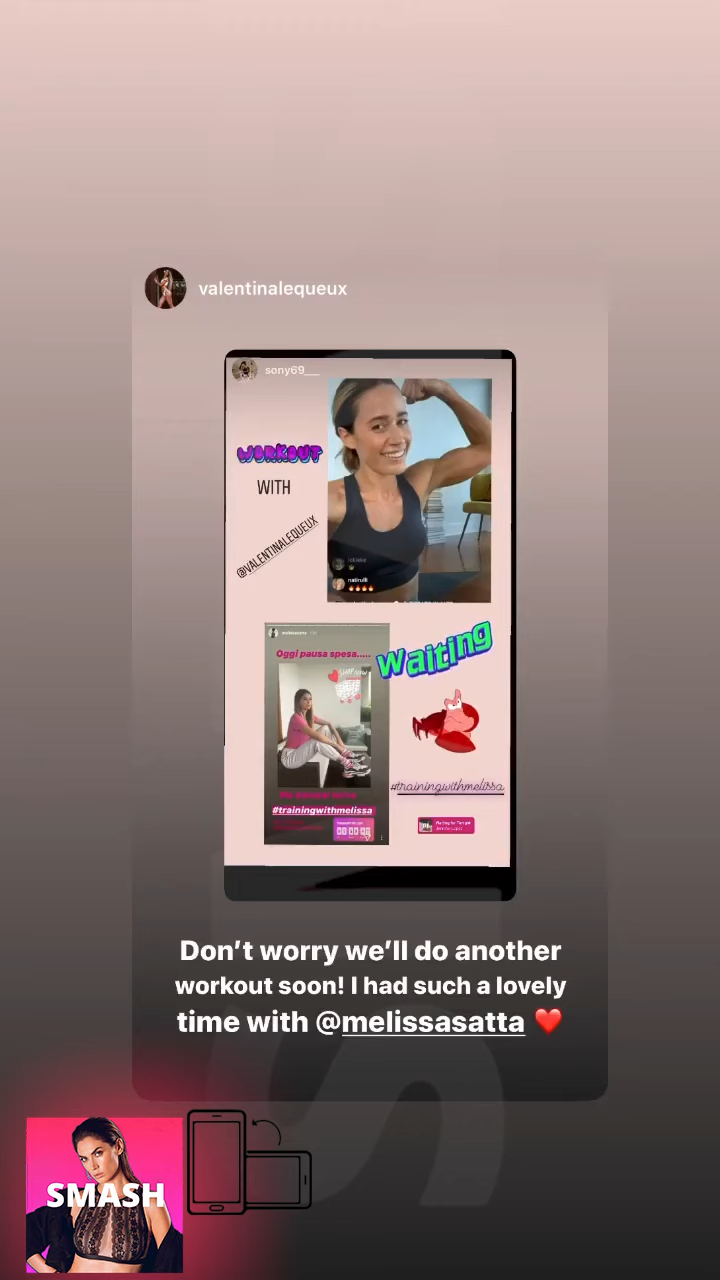 valentinalequeux
sony69___
WORKOUT
WITH
@VALENTINALEQUEUX
natirulli
Oggi pausa spesa.....
waiting
#trainingwithmelissa
#trainingwithmelissa
Don't worry we'll do another
workout soon! I had such a lovely
time with @melissasatta ❤️
SMASH